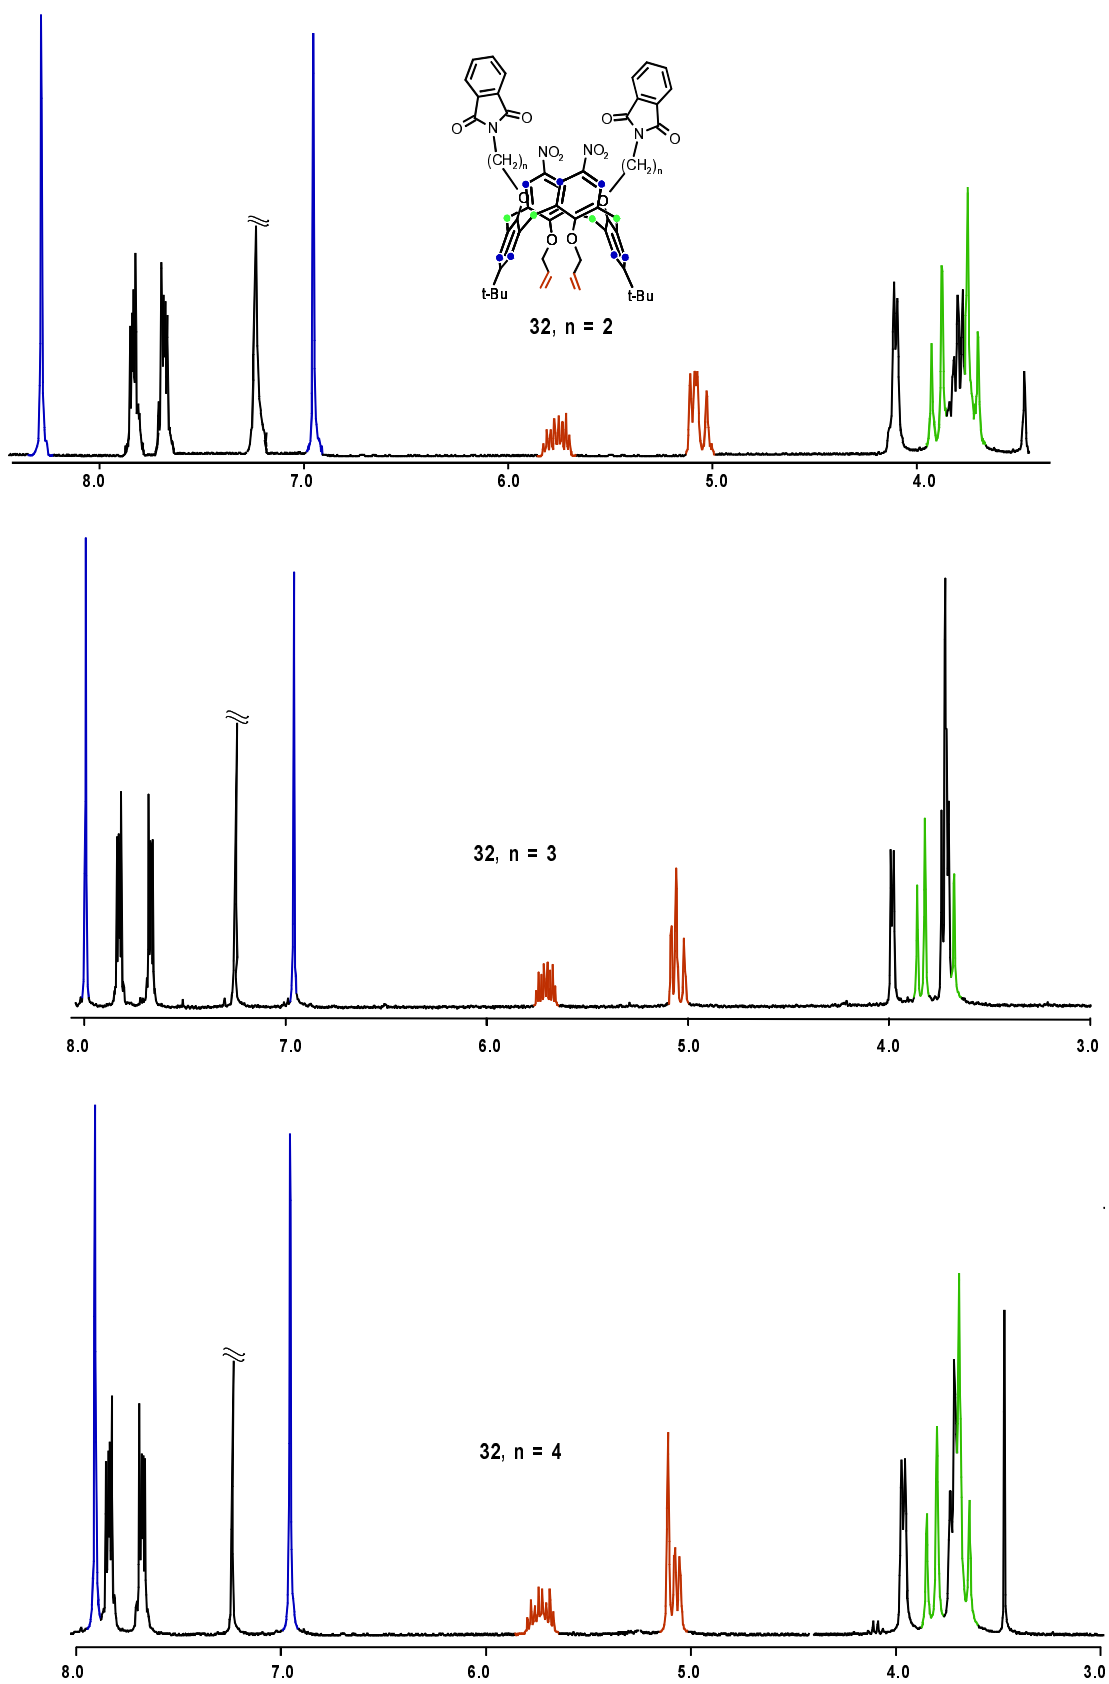 O O O O
N N
(CH2)n NO2 NO2 (CH2)n
O O
O O
t-Bu t-Bu
32, n = 2
8.0 7.0 6.0 5.0 4.0
32, n = 3
8.0 7.0 6.0 5.0 4.0 3.0
32, n = 4
8.0 7.0 6.0 5.0 4.0 3.0